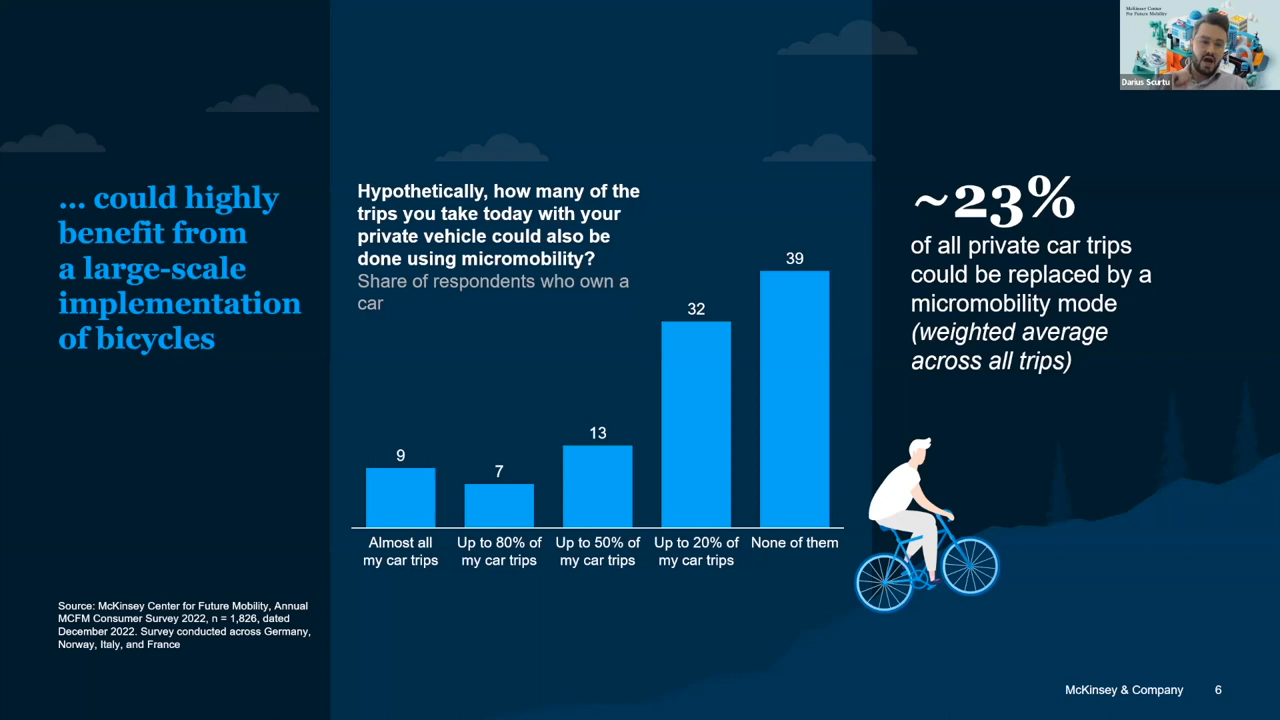 McKinsey Center
For Future Mobility
Darius Scurtu
... could highly
benefit from
a large-scale
implementation
of bicycles
Hypothetically, how many of the
trips you take today with your
private vehicle could also be
done using micromobility?
Share of respondents who own a
car
9
7
13
32
39
Almost all
my car trips
Up to 80% of
my car trips
Up to 50% of
my car trips
Up to 20% of
my car trips
None of them
~23%
of all private car trips
could be replaced by a
micromobility mode
(weighted average
across all trips)
Source: McKinsey Center for Future Mobility, Annual
MCFM Consumer Survey 2022, n = 1,826, dated
December 2022. Survey conducted across Germany,
Norway, Italy, and France
McKinsey & Company
6